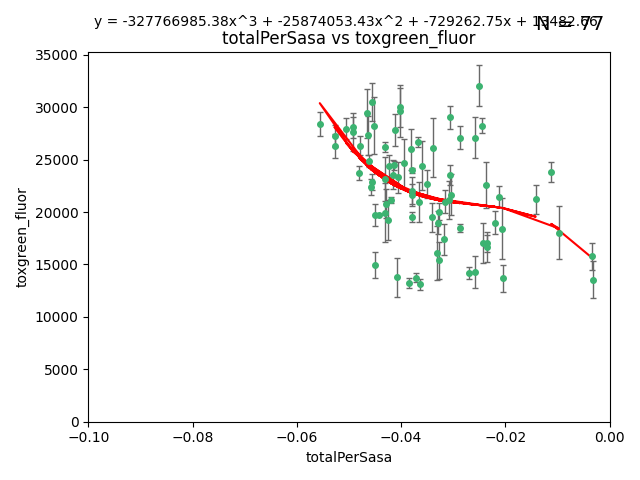 y = -327766985.38x^3 + -25874053.43x^2 + -729262.75x +
N = 77
totalPerSasa vs toxgreen_fluor
35000
30000
25000
20000
15000
10000
5000
0
toxgreen_fluor
−0.10
−0.08
−0.06
−0.04
−0.02
0.00
totalPerSasa